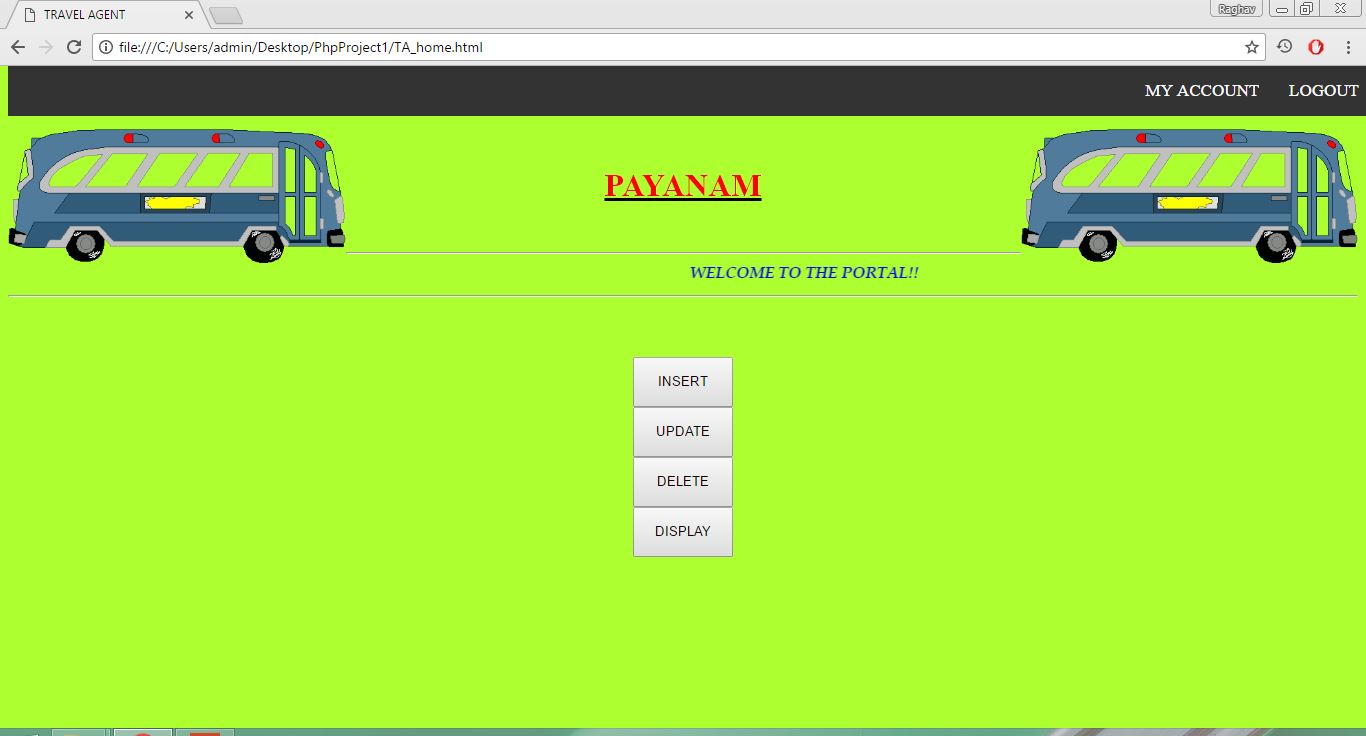 TRAVEL AGENT
Raghav
file:///C:/Users/admin/Desktop/PhpProject1/TA_home.html
MY ACCOUNT LOGOUT
PAYANAM
WELCOME TO THE PORTAL!!
INSERT
UPDATE
DELETE
DISPLAY